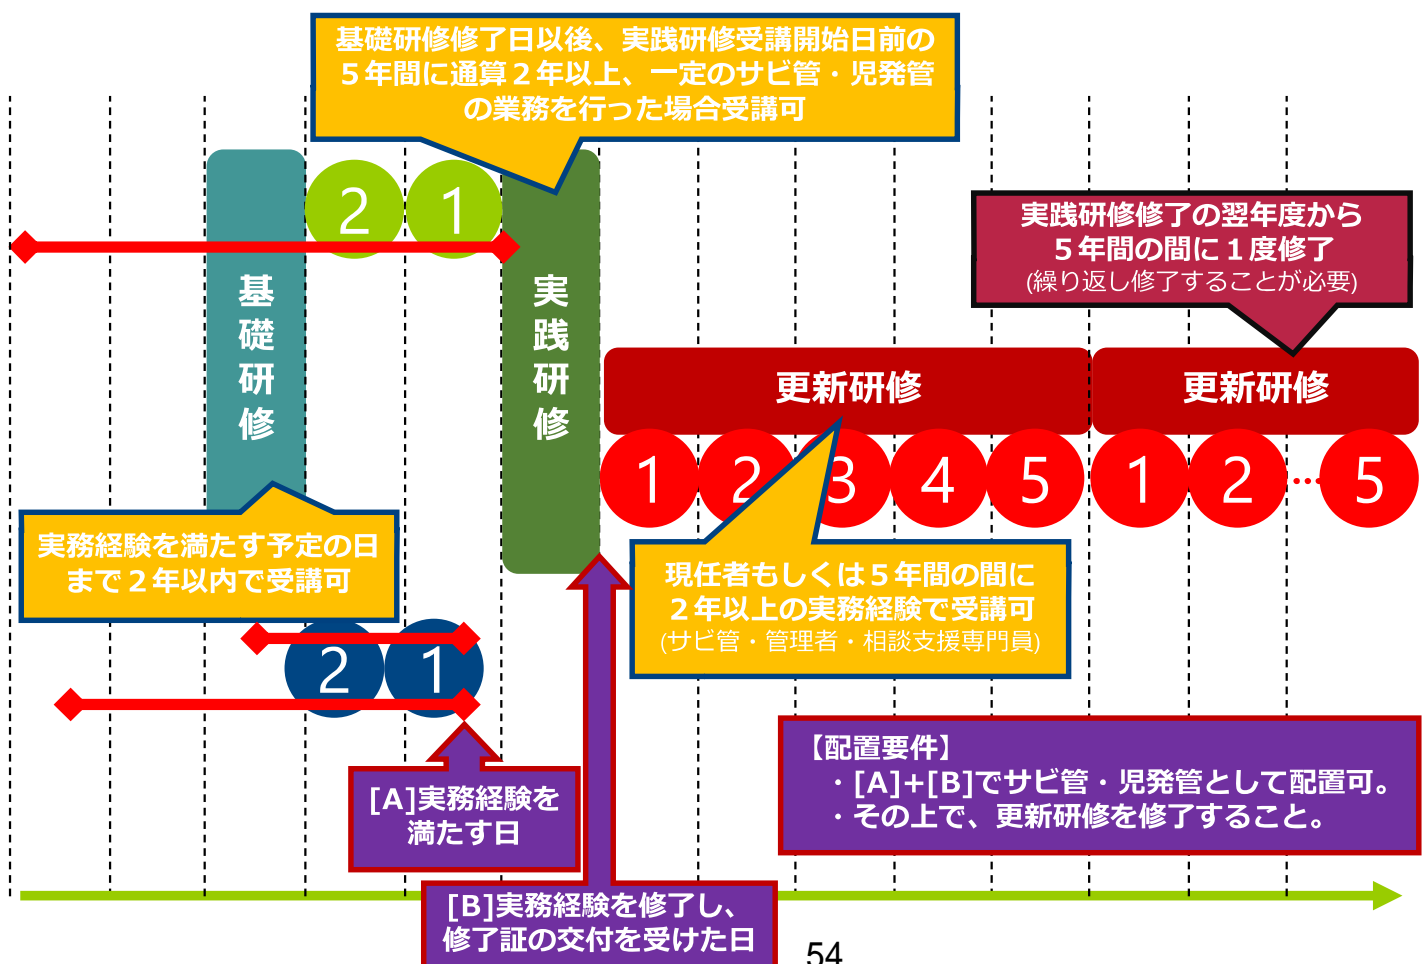 基礎研修修了日以後、実践研修受講開始日前の
５年間に通算２年以上、一定のサビ管・児発管
の業務を行った場合受講可
2
1
基礎研修
実践研修
実践研修修了の翌年度から
５年間の間に１度修了
(繰り返し修了することが必要)
更新研修
更新研修
1
2
3
4
5
1
2
…
5
実務経験を満たす予定の日
まで２年以内で受講可
現任者もしくは５年間の間に
２年以上の実務経験で受講可
(サビ管・管理者・相談支援専門員)
2
1
[A]実務経験を
満たす日
【配置要件】
・[A]+[B]でサビ管・児発管として配置可。
・その上で、更新研修を修了すること。
[B]実務経験を修了し、
修了証の交付を受けた日
54